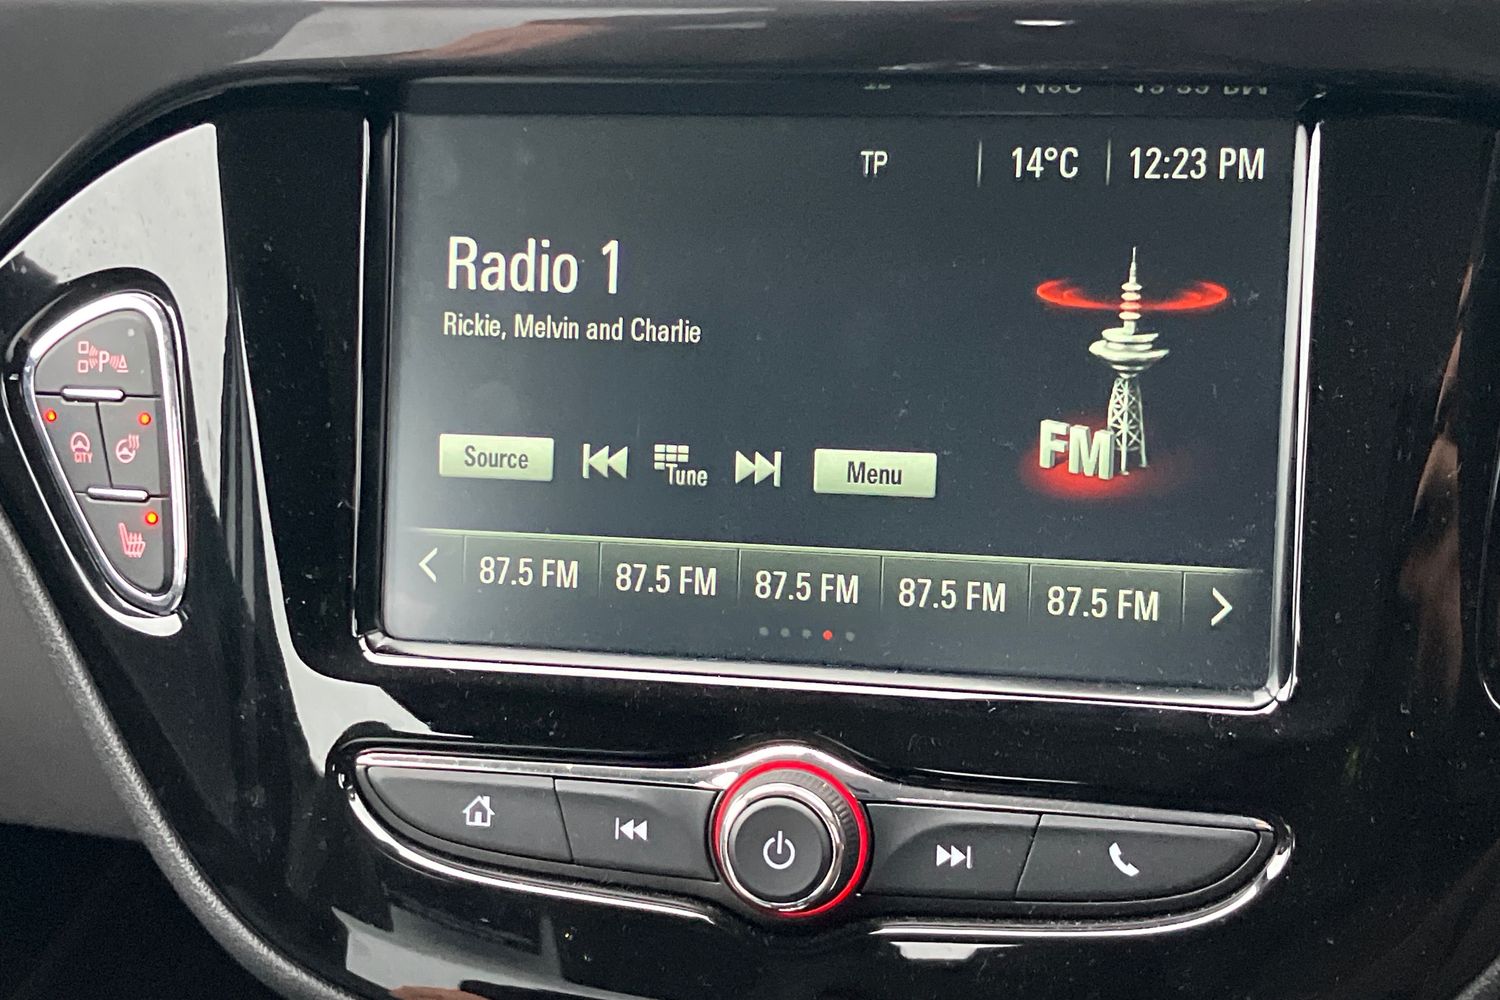 TP 14°C 12:23 PM
Radio 1
Rickie, Melvin and Charlie
FM
Source Tune Menu
87.5 FM 87.5 FM 87.5 FM 87.5 FM 87.5 FM
P
CITY